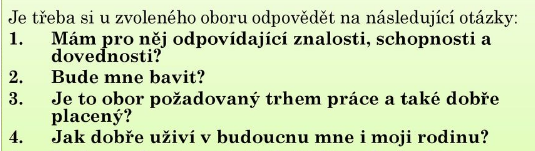 Je třeba si u zvoleného oboru odpovědět na následující otázky:
1. Mám pro něj odpovídající znalosti, schopnosti a
dovednosti?
2. Bude mne bavit?
3. Je to obor požadovaný trhem práce a také dobře
placený?
4. Jak dobře uživí v budoucnu mne i moji rodinu?